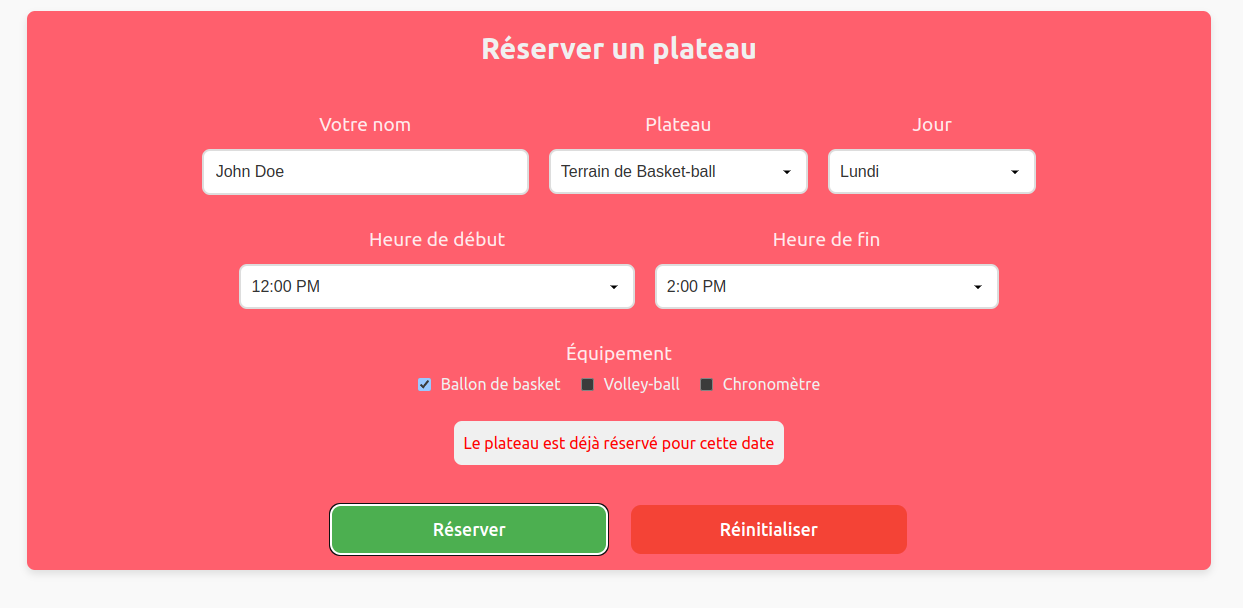 Réserver un plateau
Votre nom Plateau Jour
John Doe Terrain de Basket-ball Lundi
Heure de début Heure de fin
12:00 PM 2:00 PM
Équipement
Ballon de basket Volley-ball Chronomètre
Le plateau est déjà réservé pour cette date
Réserver Réinitialiser